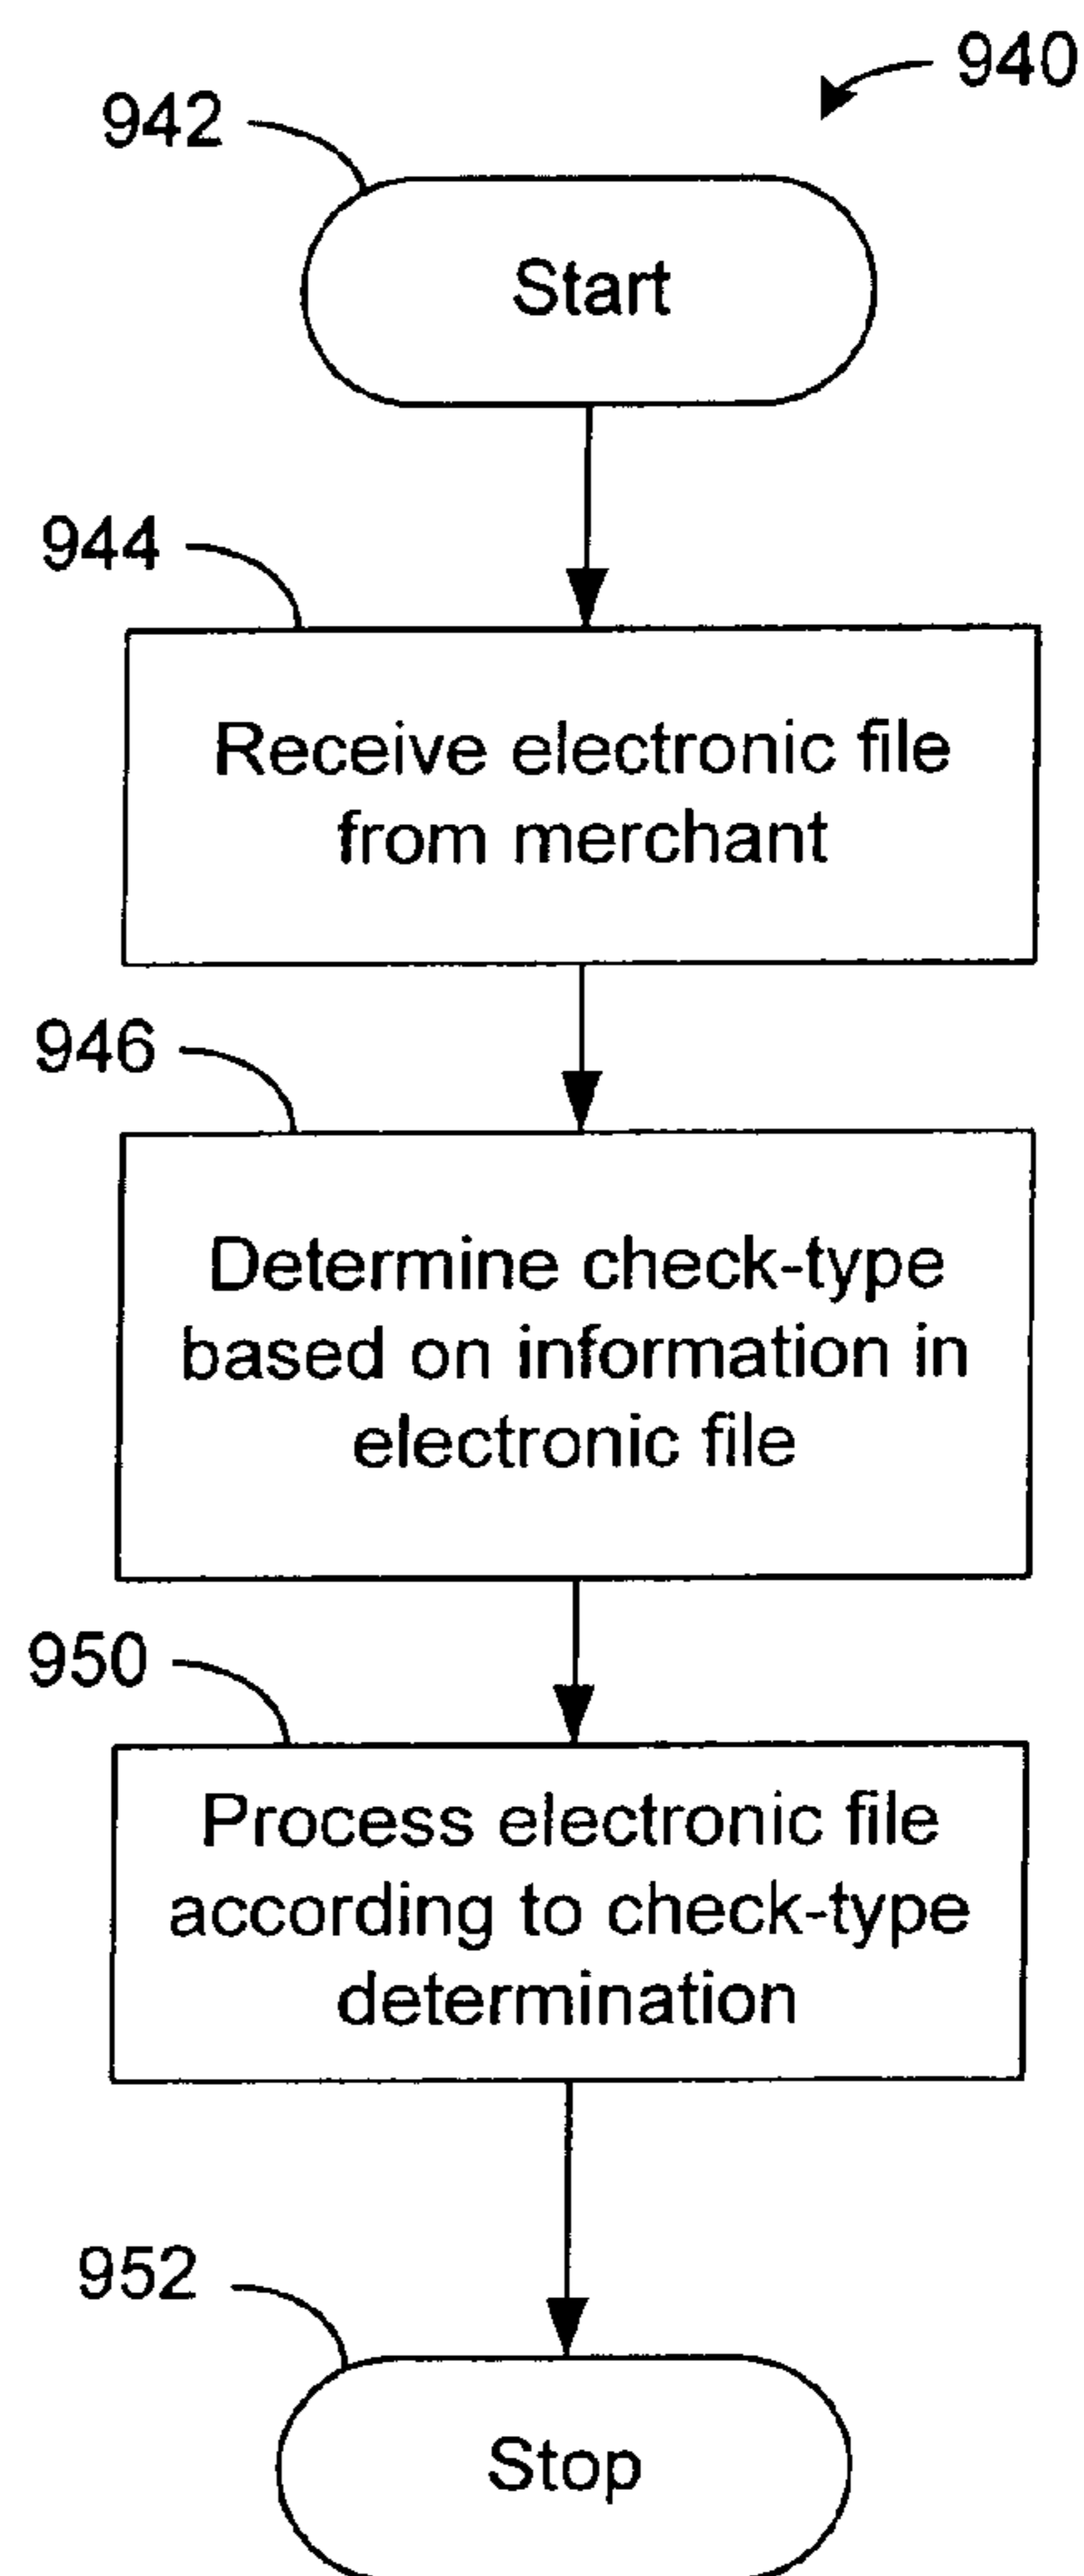 940
942
Start
944
Receive electronic file
from merchant
946
Determine check-type
based on information in
electronic file
950
Process electronic file
according to check-type
determination
952
Stop